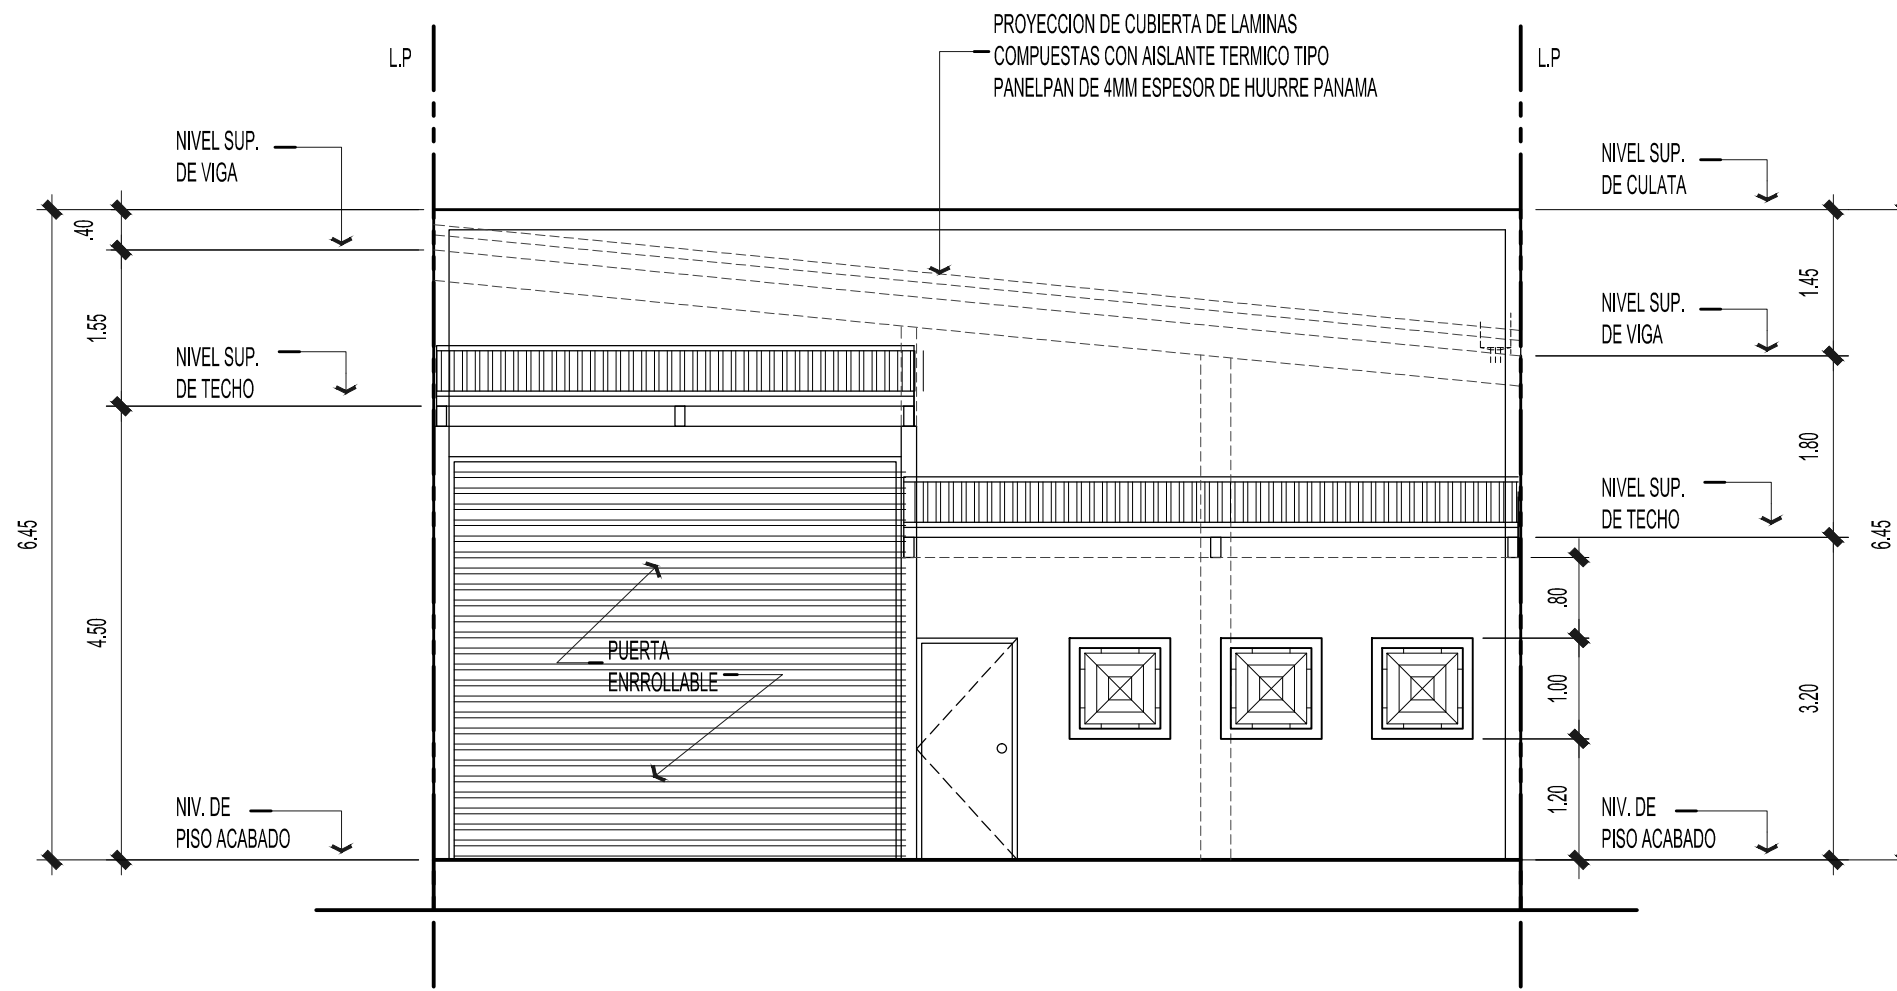 PROYECCION DE CUBIERTA DE LAMINAS
COMPUESTAS CON AISLANTE TERMICO TIPO
PANELPAN DE 4MM ESPESOR DE HUURRE PANAMA
L.P
L.P
NIVEL SUP.
DE VIGA
NIVEL SUP.
DE CULATA
.40
1.55
1.45
NIVEL SUP.
DE VIGA
NIVEL SUP.
DE TECHO
1.80
NIVEL SUP.
DE TECHO
6.45
6.45
4.50
.80
PUERTA
ENRROLLABLE
1.00
3.20
1.20
NIV. DE
PISO ACABADO
NIV. DE
PISO ACABADO